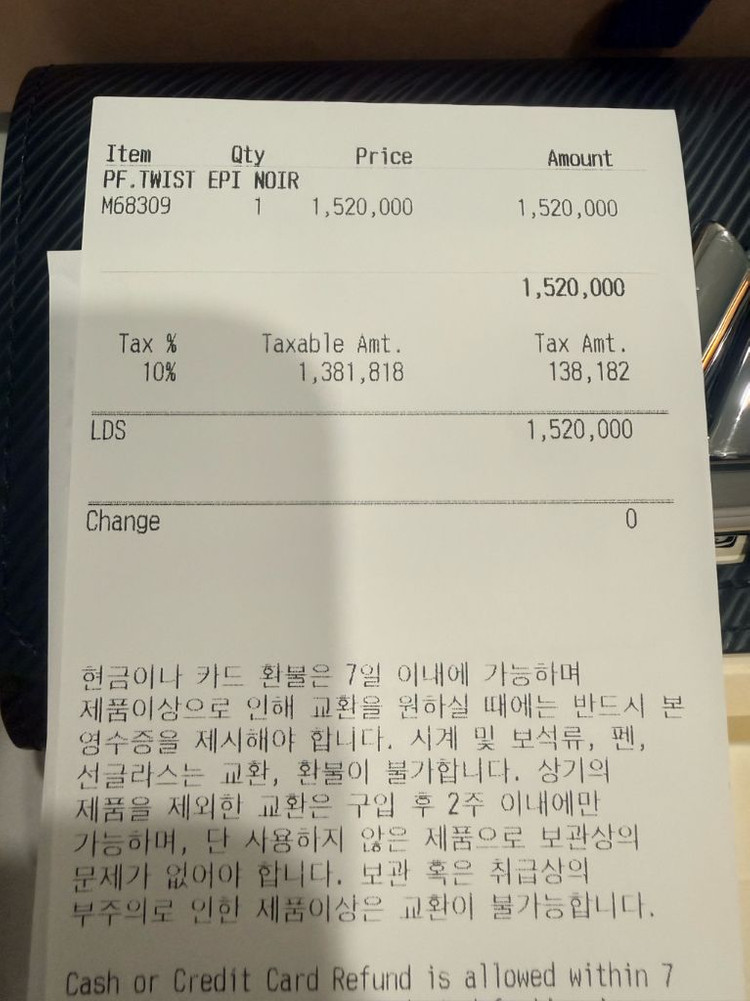 Item Qty Price Amount
PF.TWIST EPI NOIR
M68309 1 1,520,000 1,520,000
1,520,000
Tax % Taxable Amt. Tax Amt.
10% 1,381,818 138,182
LDS 1,520,000
Change 0
현금이나 카드 환불은 7일 이내에 가능하며
제품이상으로 인해 교환을 원하실 때에는 반드시 본
영수증을 제시해야 합니다. 시계 및 보석류, 펜,
선글라스는 교환, 환불이 불가합니다. 상기의
제품을 제외한 교환은 구입 후 2주 이내에만
가능하며, 단 사용하지 않은 제품으로 보관상의
문제가 없어야 합니다. 보관 혹은 취급상의
부주의로 인한 제품이상은 교환이 불가능합니다.
Cash or Credit Card Refund is allowed within 7